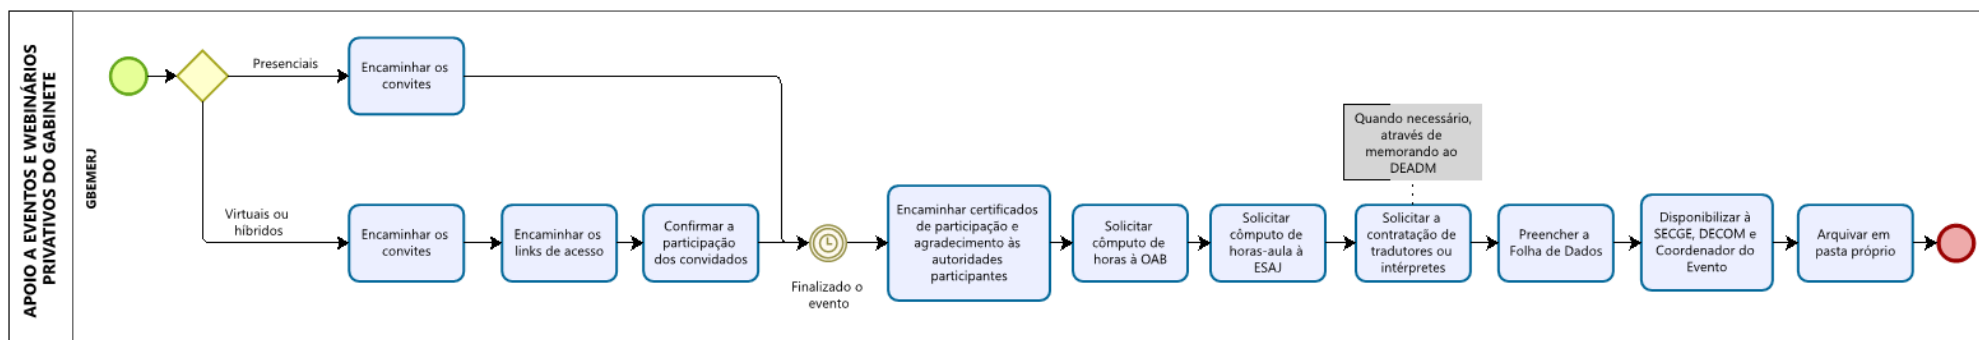 APOIO A EVENTOS E WEBINÁRIOS
PRIVATIVOS DO GABINETE
GBEMERJ
Presenciais
Encaminhar os
convites
Virtuais ou
híbridos
Encaminhar os
convites
Encaminhar os
links de acesso
Confirmar a
participação
dos convidados
Finalizado o
evento
Encaminhar certificados
de participação e
agradecimento às
autoridades
participantes
Solicitar
cômputo de
horas à OAB
Solicitar
cômputo de
horas-aula à
ESAJ
Quando necessário,
através de
memorando ao
DEADM
Solicitar a
contratação de
tradutores ou
intérpretes
Preencher a
Folha de Dados
Disponibilizar à
SECGE, DECOM e
Coordenador do
Evento
Arquivar em
pasta próprio